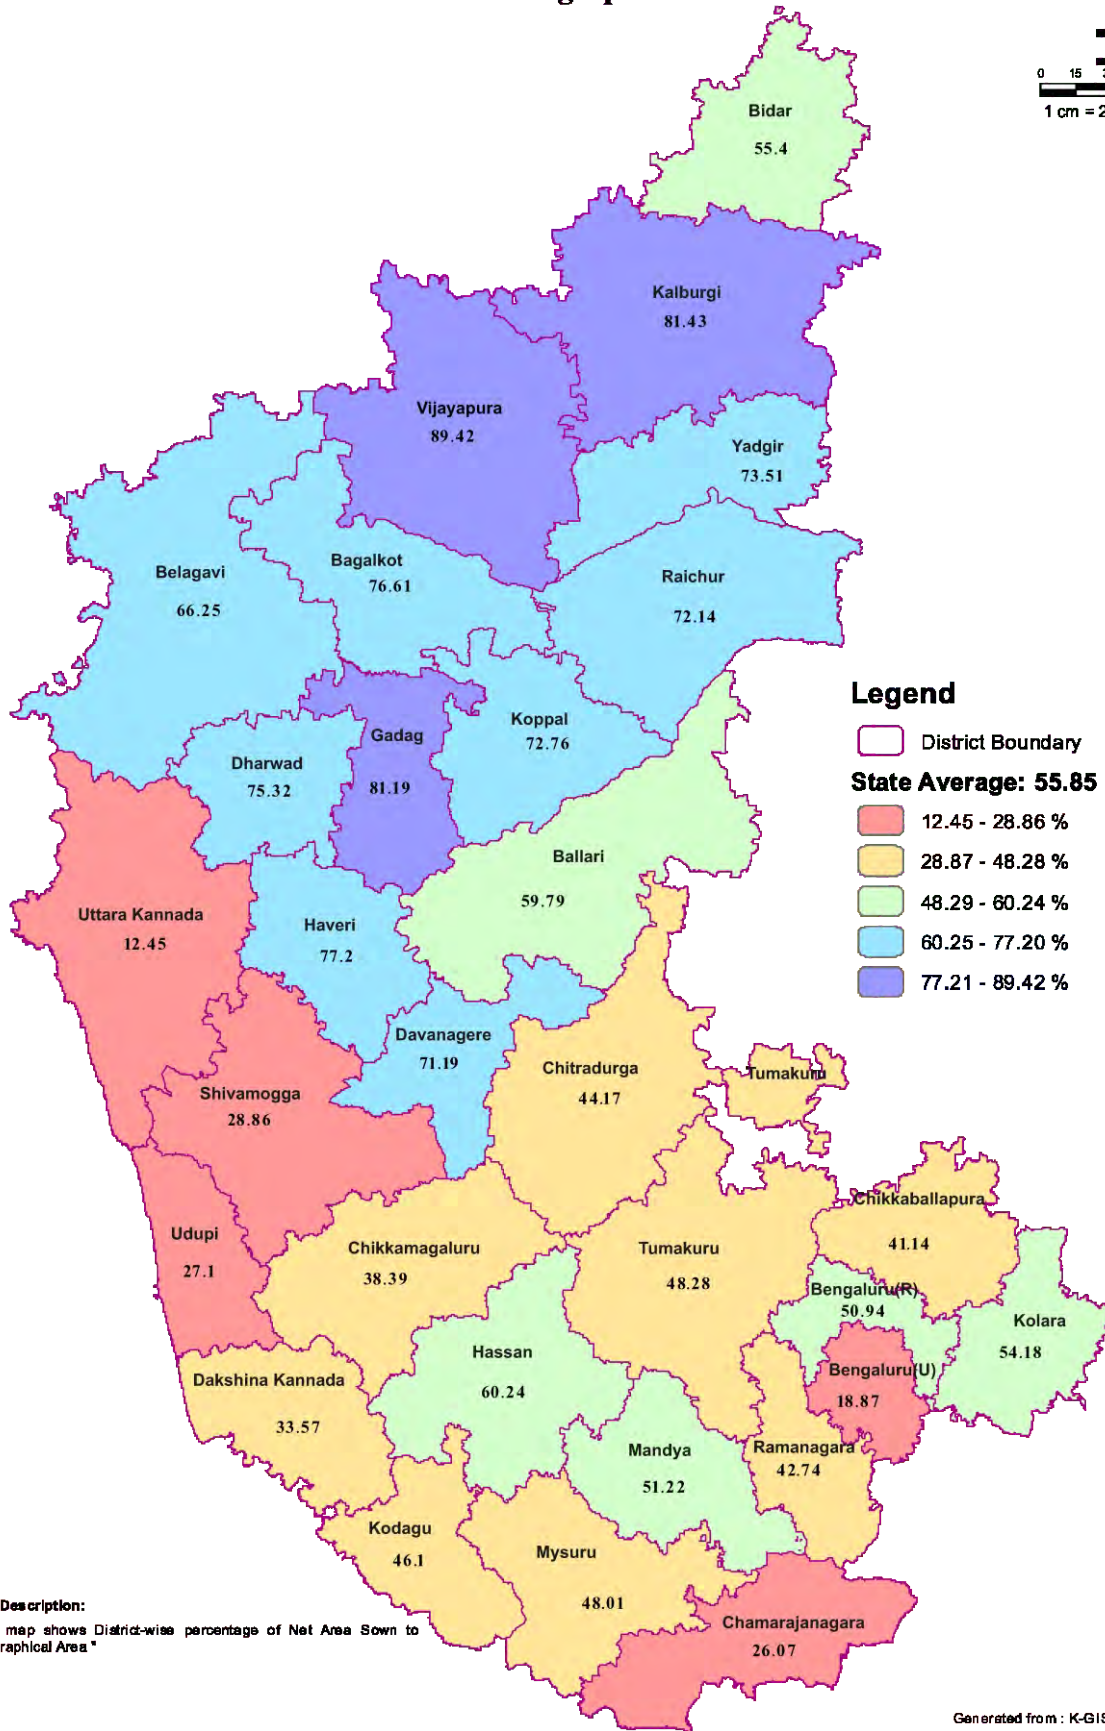 0 15
1 cm = 2
Bidar
55.4
Kalburgi
81.43
Vijayapura
89.42
Yadgir
73.51
Bagalkot
76.61
Belagavi
66.25
Raichur
72.14
Legend
District Boundary
State Average: 55.85
12.45 - 28.86 %
28.87 - 48.28 %
48.29 - 60.24 %
60.25 - 77.20 %
77.21 - 89.42 %
Koppal
72.76
Gadag
81.19
Dharwad
75.32
Ballari
59.79
Uttara Kannada
12.45
Haveri
77.2
Davanagere
71.19
Chitradurga
44.17
Tumakuru
Shivamogga
28.86
Chikkaballapura
41.14
Udupi
27.1
Chikkamagaluru
38.39
Tumakuru
48.28
Bengaluru(R)
50.94
Kolara
54.18
Hassan
60.24
Bengaluru(U)
18.87
Dakshina Kannada
33.57
Mandya
51.22
Ramanagara
42.74
Kodagu
46.1
Mysuru
48.01
Chamarajanagara
26.07
Description:
map shows District-wise percentage of Net Area Sown to
raphical Area "
Generated from : K-GIS